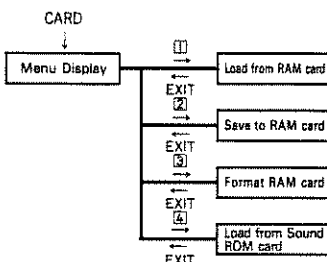 CARD
Menu Display
1
Load from RAM card
EXIT
2
Save to RAM card
EXIT
3
Format RAM card
EXIT
4
Load from Sound
ROM card
EXIT